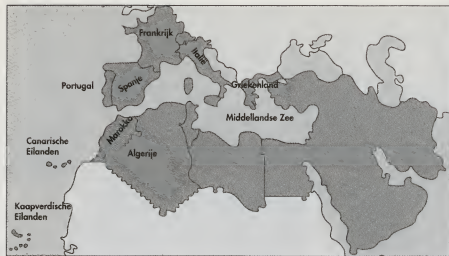 Frankrijk
Italië
Portugal
Spanje
Griekenland
Middellandse Zee
Marokko
Algerije
Canarische
Eilanden
Kaapverdische
Eilanden